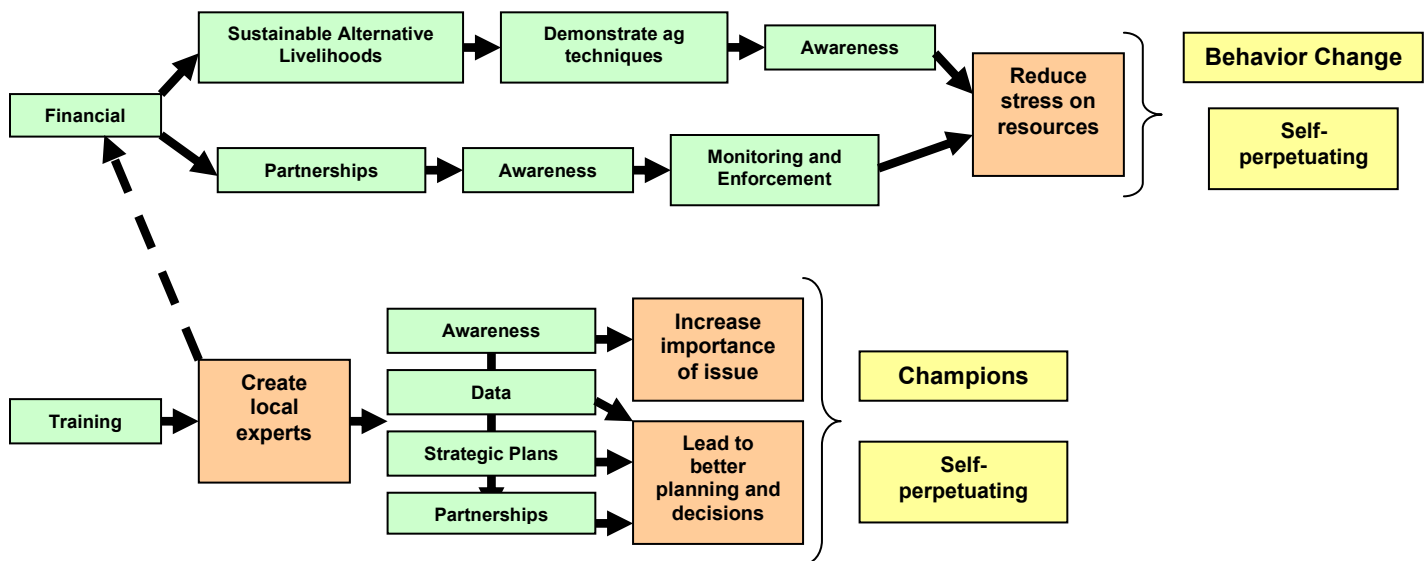 Sustainable Alternative
Livelihoods
Demonstrate ag
techniques
Awareness
Reduce
stress on
resources
Behavior Change
Self-
perpetuating
Financial
Partnerships
Awareness
Monitoring and
Enforcement
Training
Create
local
experts
Awareness
Data
Strategic Plans
Partnerships
Increase
importance
of issue
Lead to
better
planning and
decisions
Champions
Self-
perpetuating